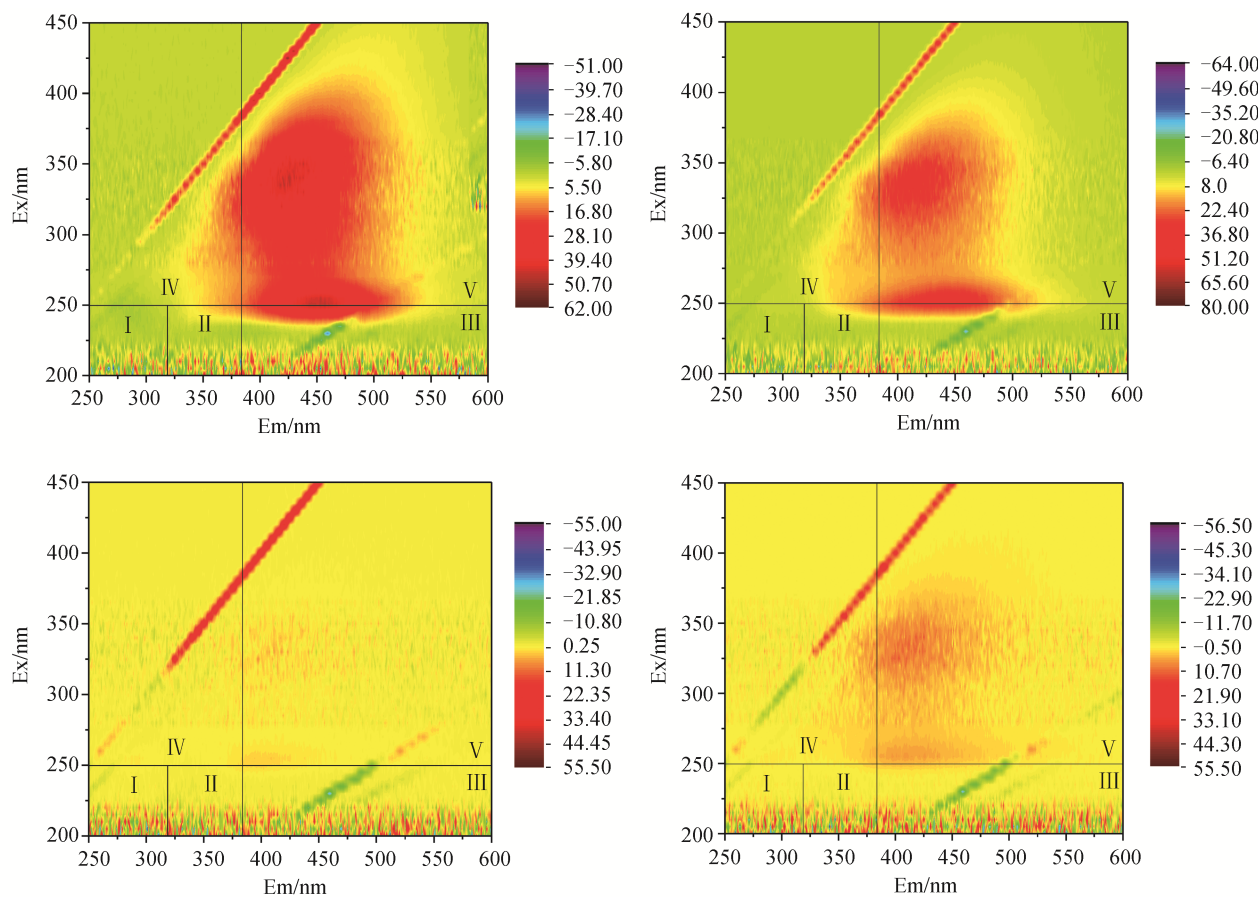 450
400
350
300
250
200
Ex/nm
250 300 350 400 450 500 550 600
Em/nm
I
II
III
IV
V
−51.00
−39.70
−28.40
−17.10
−5.80
5.50
16.80
28.10
39.40
50.70
62.00
450
400
350
300
250
200
Ex/nm
250 300 350 400 450 500 550 600
Em/nm
I
II
III
IV
V
−64.00
−49.60
−35.20
−20.80
−6.40
8.0
22.40
36.80
51.20
65.60
80.00
450
400
350
300
250
200
Ex/nm
250 300 350 400 450 500 550 600
Em/nm
I
II
III
IV
V
−55.00
−43.95
−32.90
−21.85
−10.80
0.25
11.30
22.35
33.40
44.45
55.50
450
400
350
300
250
200
Ex/nm
250 300 350 400 450 500 550 600
Em/nm
I
II
III
IV
V
−56.50
−45.30
−34.10
−22.90
−11.70
−0.50
10.70
21.90
33.10
44.30
55.50